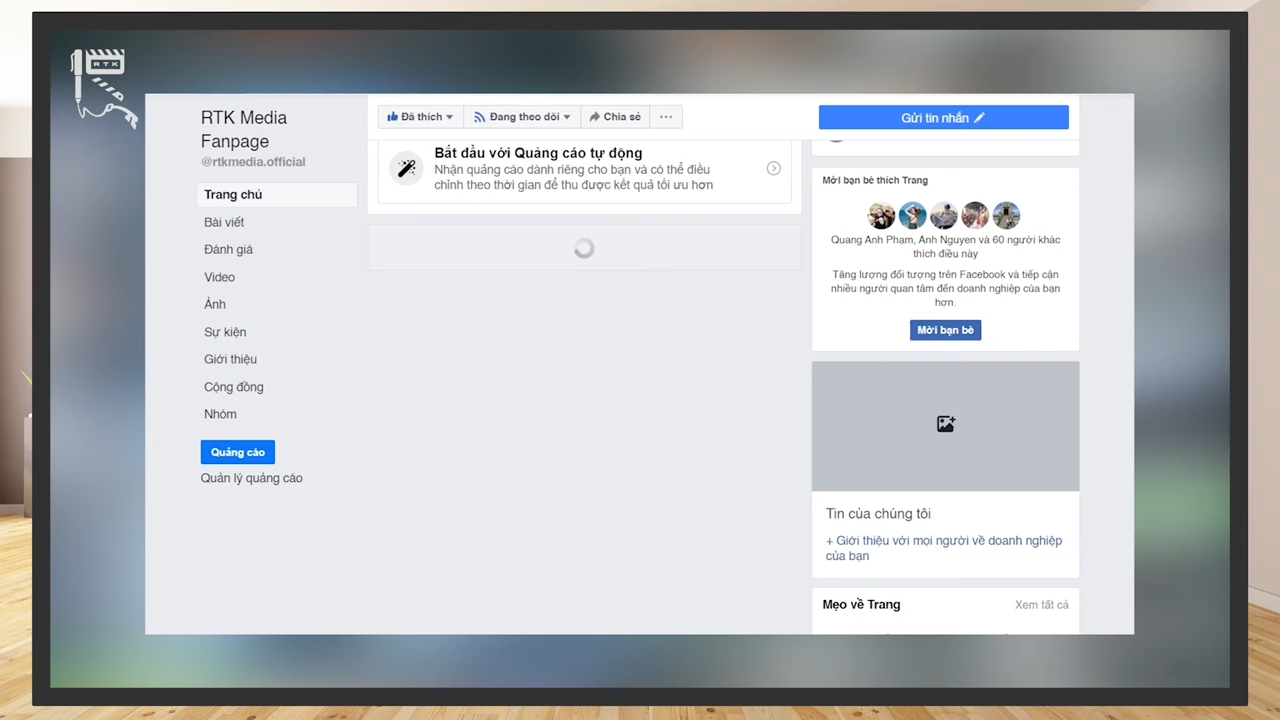 RTK
RTK Media
Fanpage
@rtkmedia.official
Trang chủ
Bài viết
Đánh giá
Video
Ảnh
Sự kiện
Giới thiệu
Cộng đồng
Nhóm
Quảng cáo
Quản lý quảng cáo
Đã thích
Đang theo dõi
Chia sẻ
Gửi tin nhắn
Bắt đầu với Quảng cáo tự động
Nhận quảng cáo dành riêng cho bạn và có thể điều
chỉnh theo thời gian để thu được kết quả tối ưu hơn
Mời bạn bè thích Trang
Quang Anh Phạm, Anh Nguyen và 60 người khác
thích điều này
Tăng lượng đối tượng trên Facebook và tiếp cận
nhiều người quan tâm đến doanh nghiệp của bạn
hơn.
Mời bạn bè
Tin của chúng tôi
+ Giới thiệu với mọi người về doanh nghiệp
của bạn
Mẹo về Trang
Xem tất cả